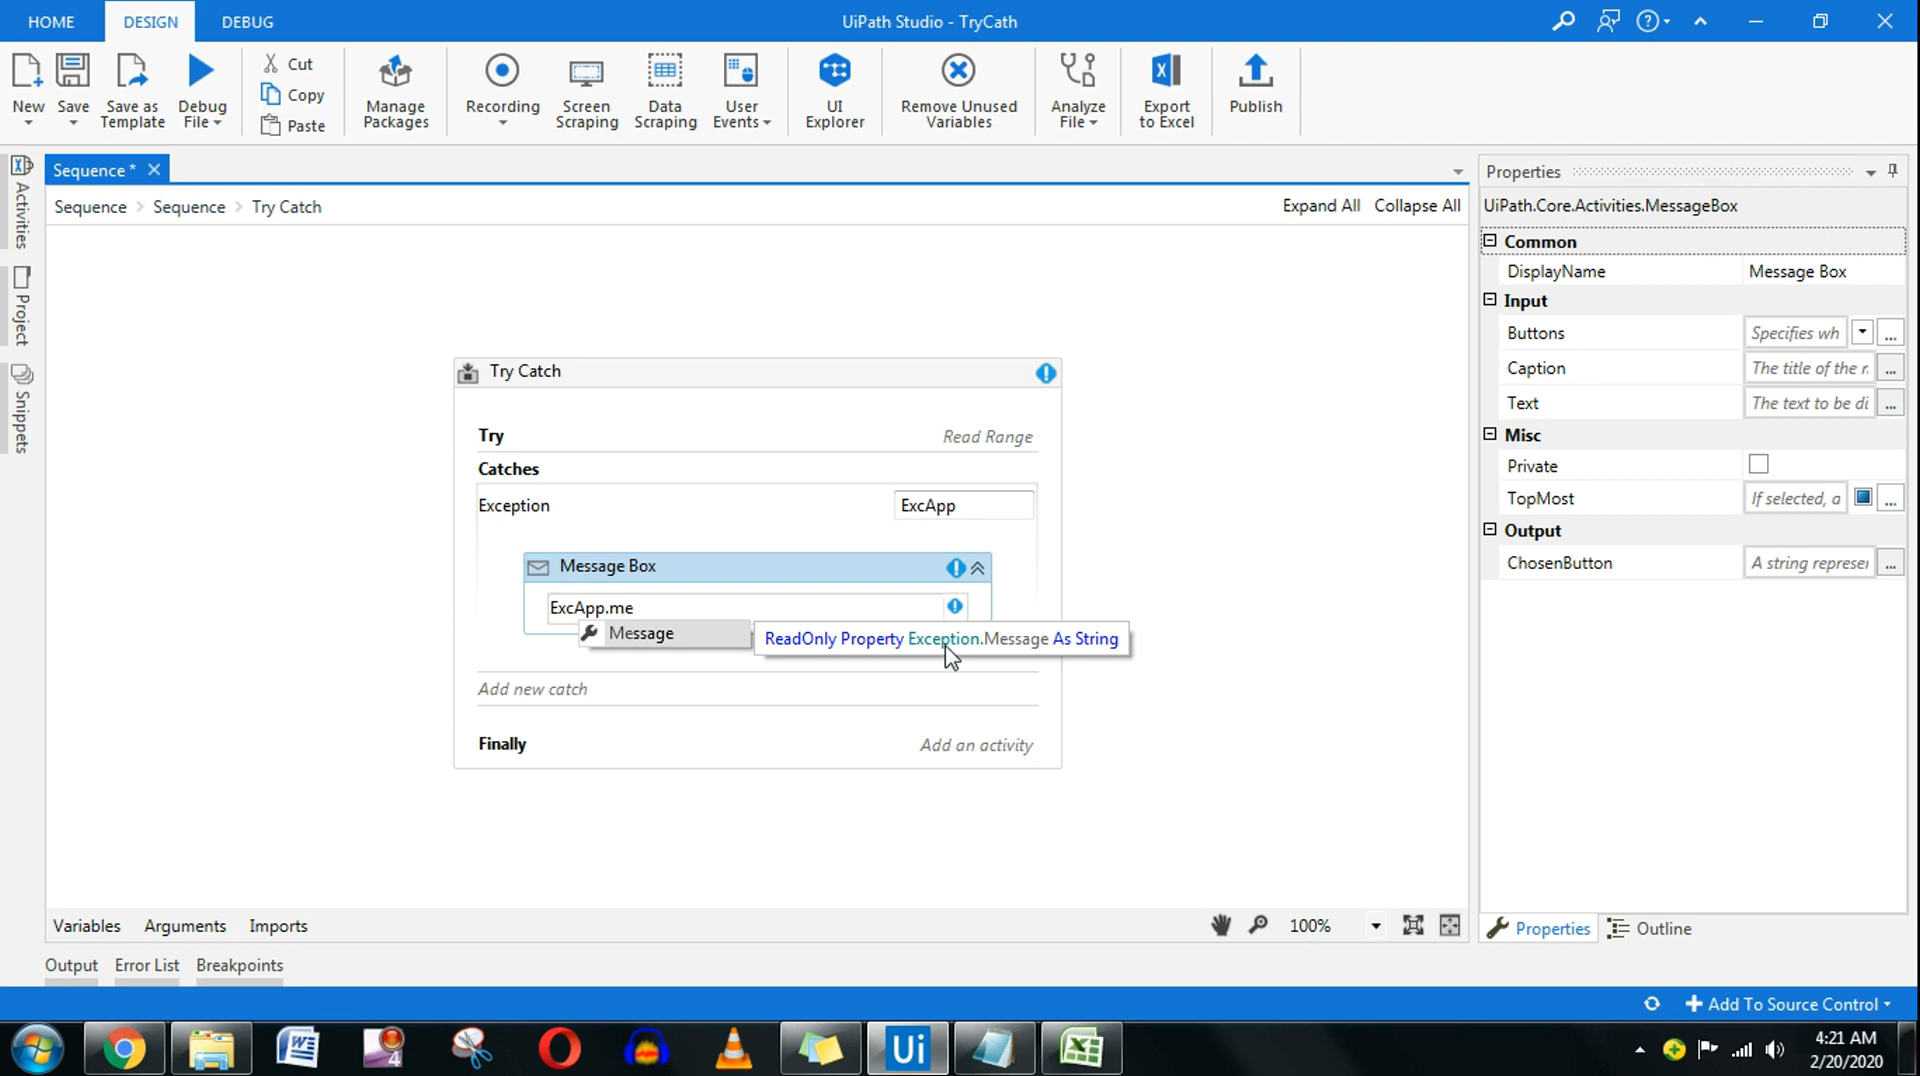 HOME DESIGN DEBUG UiPath Studio - TryCath
New Save Save as Template Debug File Cut Copy Paste Manage Packages Recording Screen Scraping Data Scraping User Events UI Explorer Remove Unused Variables Analyze File Export to Excel Publish
Sequence *
Sequence > Sequence > Try Catch Expand All Collapse All
Activities
Project
Snippets
Try Catch
Try Read Range
Catches
Exception ExcApp
Message Box
ExcApp.me
Message ReadOnly Property Exception.Message As String
Add new catch
Finally Add an activity
Variables Arguments Imports 100%
Output Error List Breakpoints
Properties
UiPath.Core.Activities.MessageBox
Common
DisplayName Message Box
Input
Buttons Specifies wh ...
Caption The title of the ...
Text The text to be di ...
Misc
Private
TopMost If selected, a ...
Output
ChosenButton A string represer ...
Properties Outline
Add To Source Control
4
Ui
4:21 AM
2/20/2020